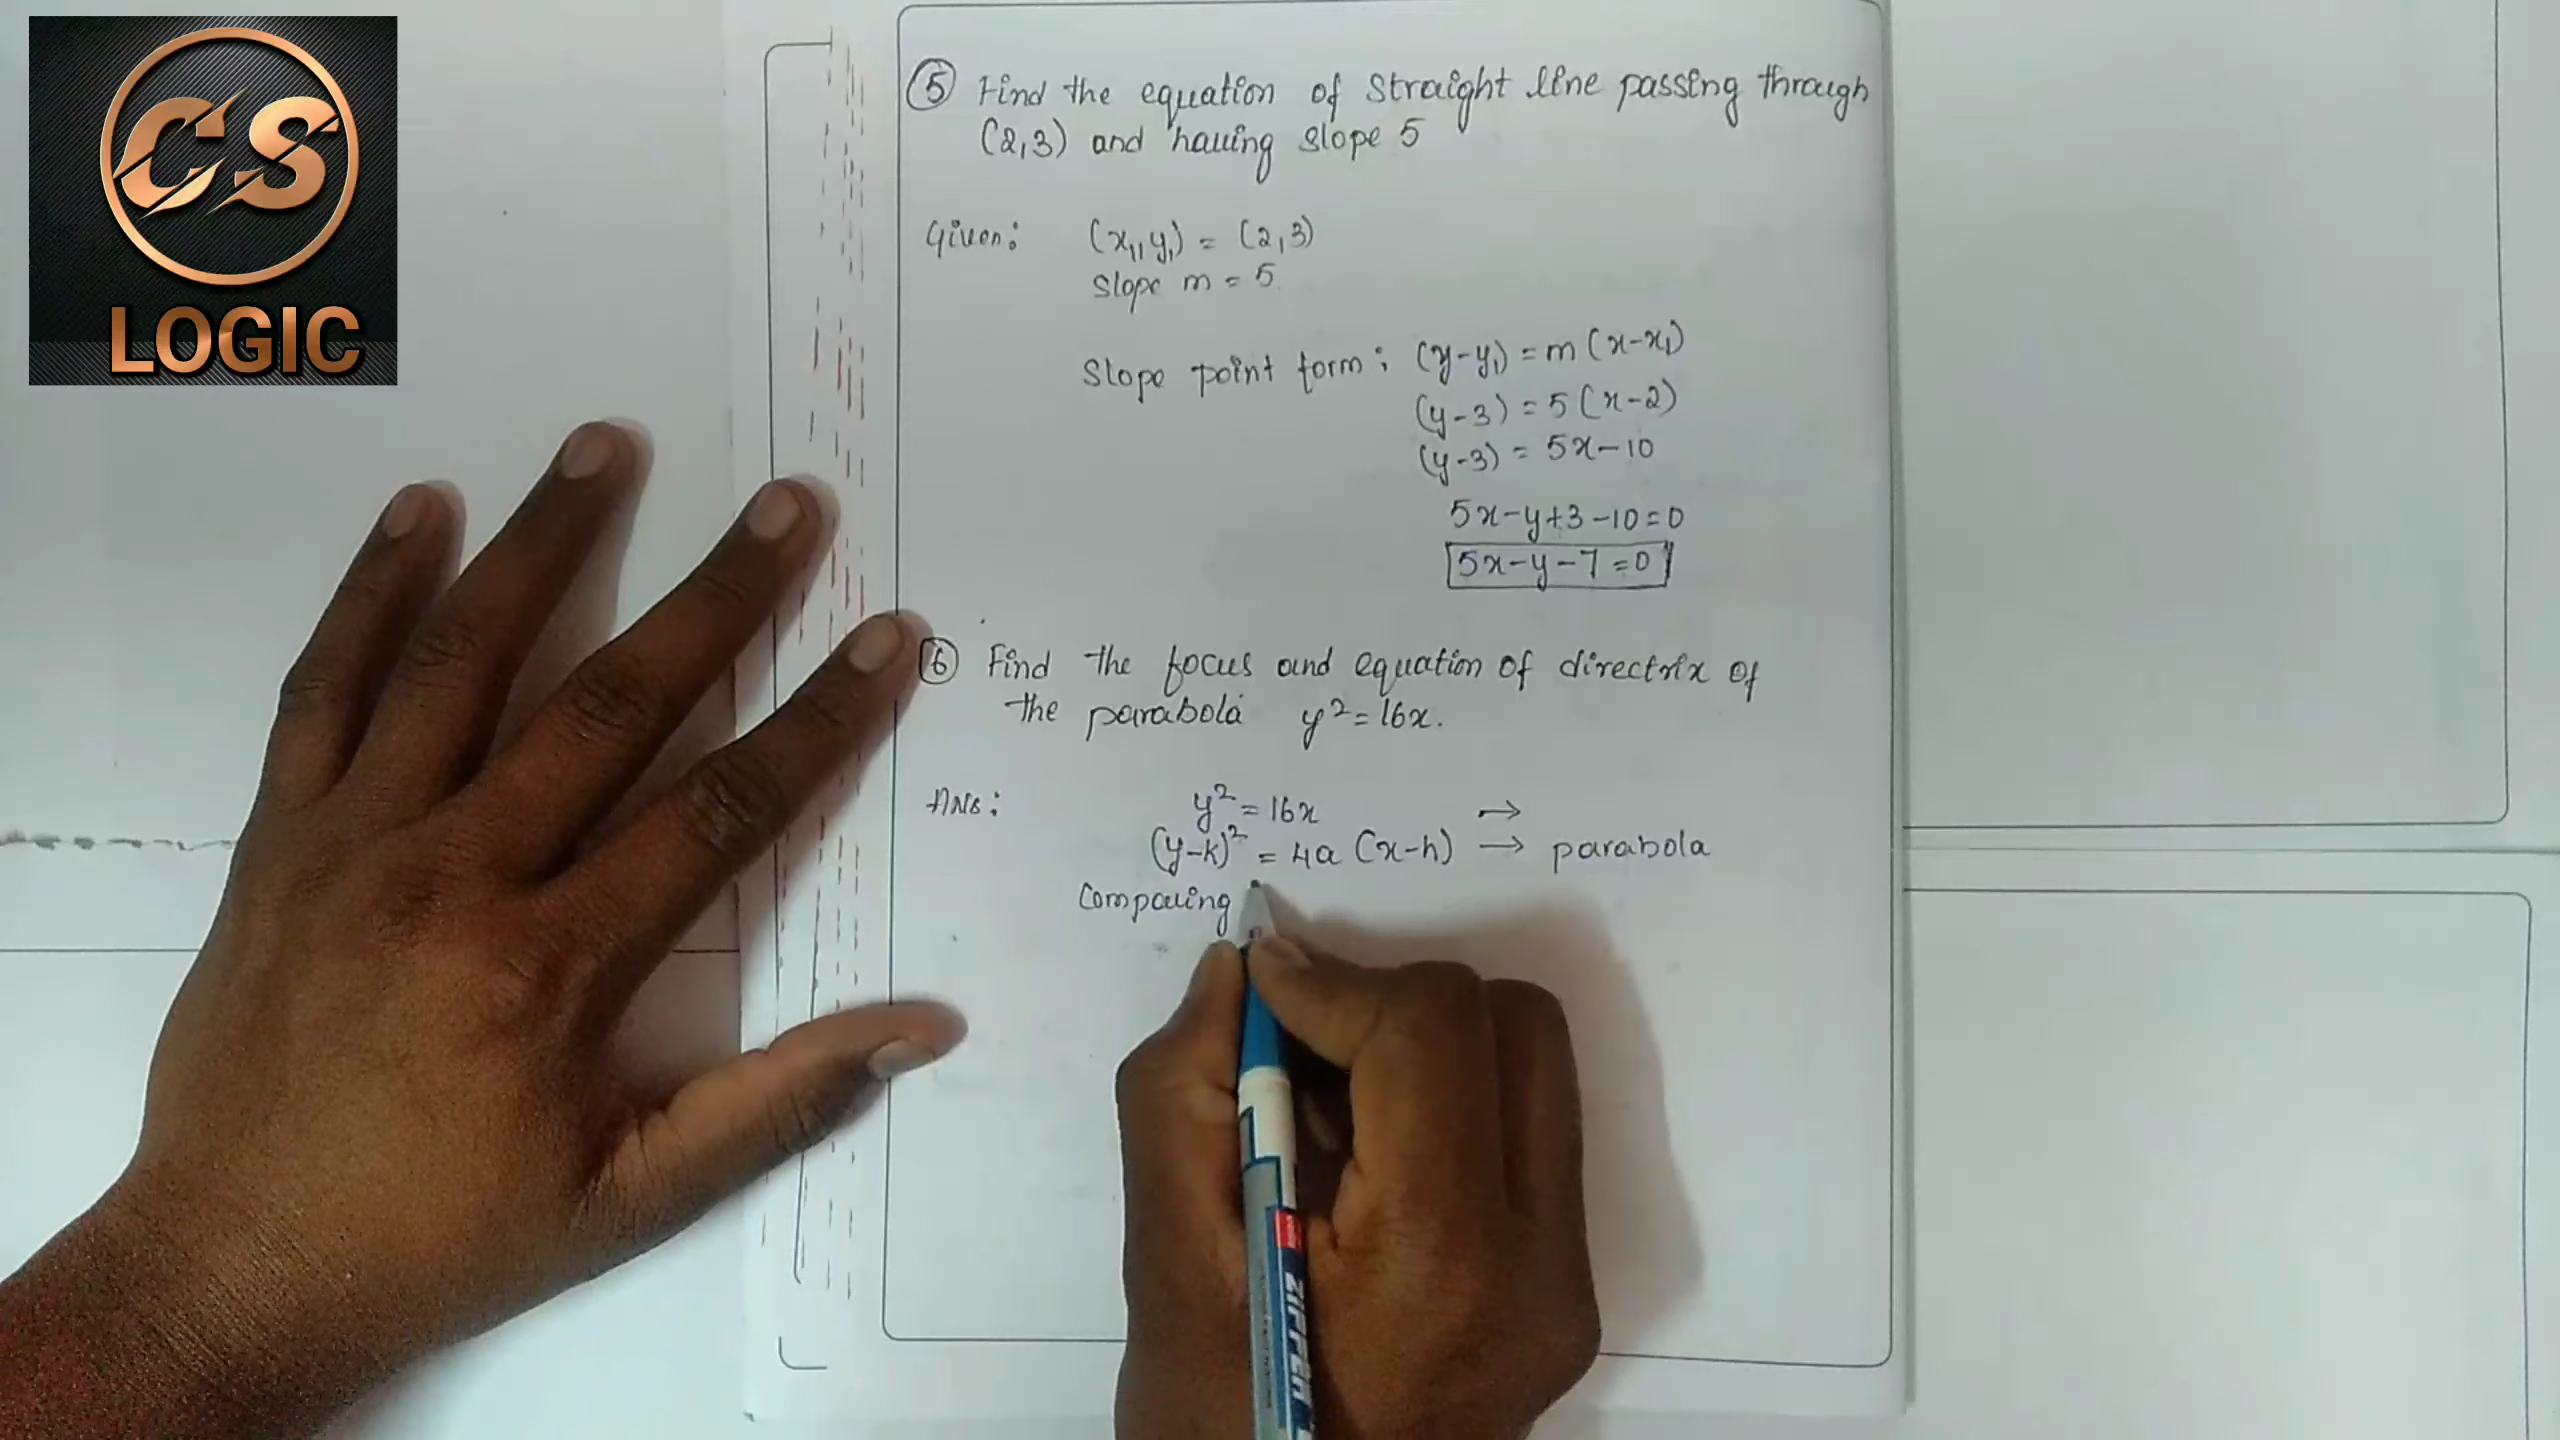 CS
LOGIC
⑤ Find the equation of straight line passing through
(2,3) and having slope 5
Given: (x₁,y₁) = (2,3)
Slope m = 5
Slope point form: (y-y₁) = m(x-x₁)
(y-3) = 5(x-2)
(y-3) = 5x-10
5x-y+3-10=0
5x-y-7=0
⑥ Find the focus and equation of directrix of
the parabola y²=16x.
Ans: y²=16x →
(y-k)² = 4a(x-h) → parabola
Comparing